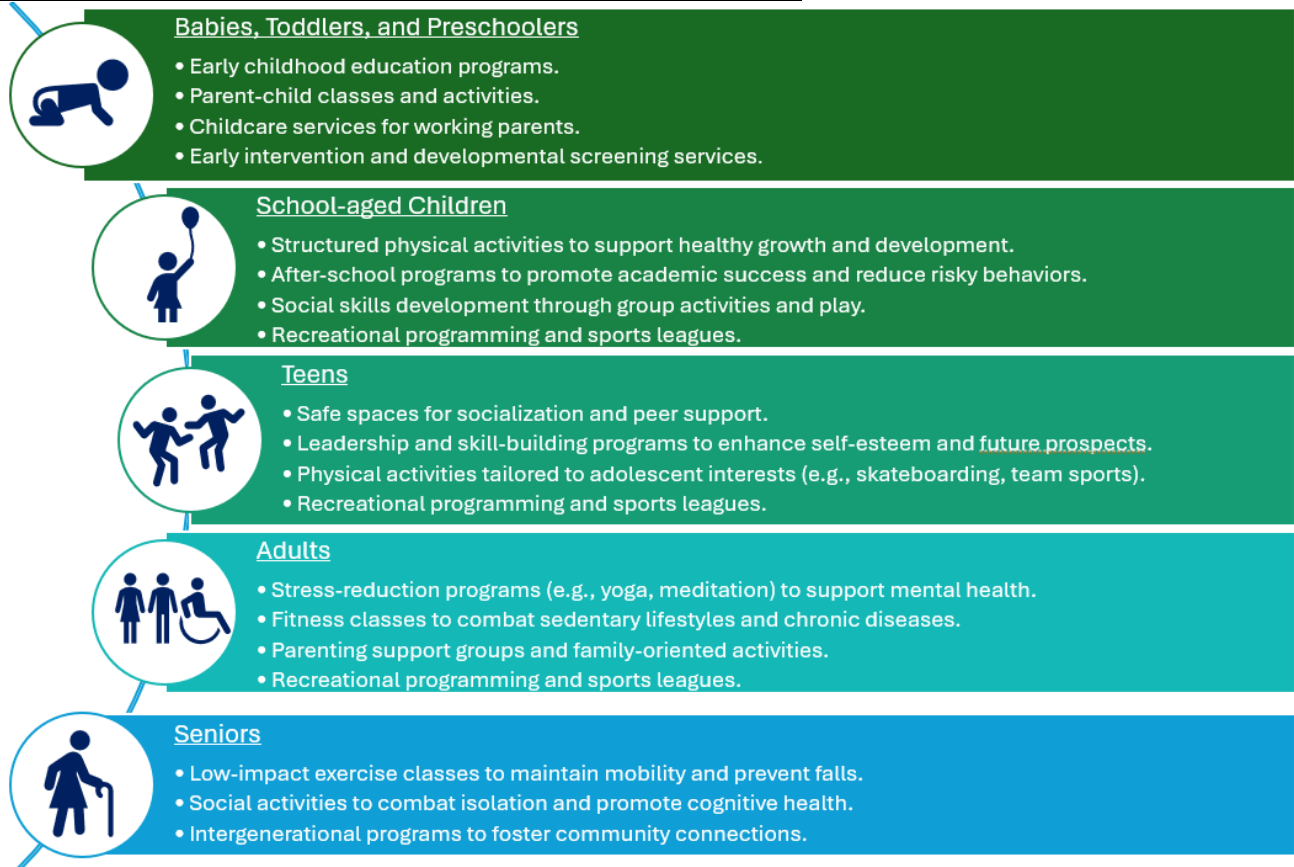 Babies, Toddlers, and Preschoolers
• Early childhood education programs.
• Parent-child classes and activities.
• Childcare services for working parents.
• Early intervention and developmental screening services.
School-aged Children
• Structured physical activities to support healthy growth and development.
• After-school programs to promote academic success and reduce risky behaviors.
• Social skills development through group activities and play.
• Recreational programming and sports leagues.
Teens
• Safe spaces for socialization and peer support.
• Leadership and skill-building programs to enhance self-esteem and future prospects.
• Physical activities tailored to adolescent interests (e.g., skateboarding, team sports).
• Recreational programming and sports leagues.
Adults
• Stress-reduction programs (e.g., yoga, meditation) to support mental health.
• Fitness classes to combat sedentary lifestyles and chronic diseases.
• Parenting support groups and family-oriented activities.
• Recreational programming and sports leagues.
Seniors
• Low-impact exercise classes to maintain mobility and prevent falls.
• Social activities to combat isolation and promote cognitive health.
• Intergenerational programs to foster community connections.